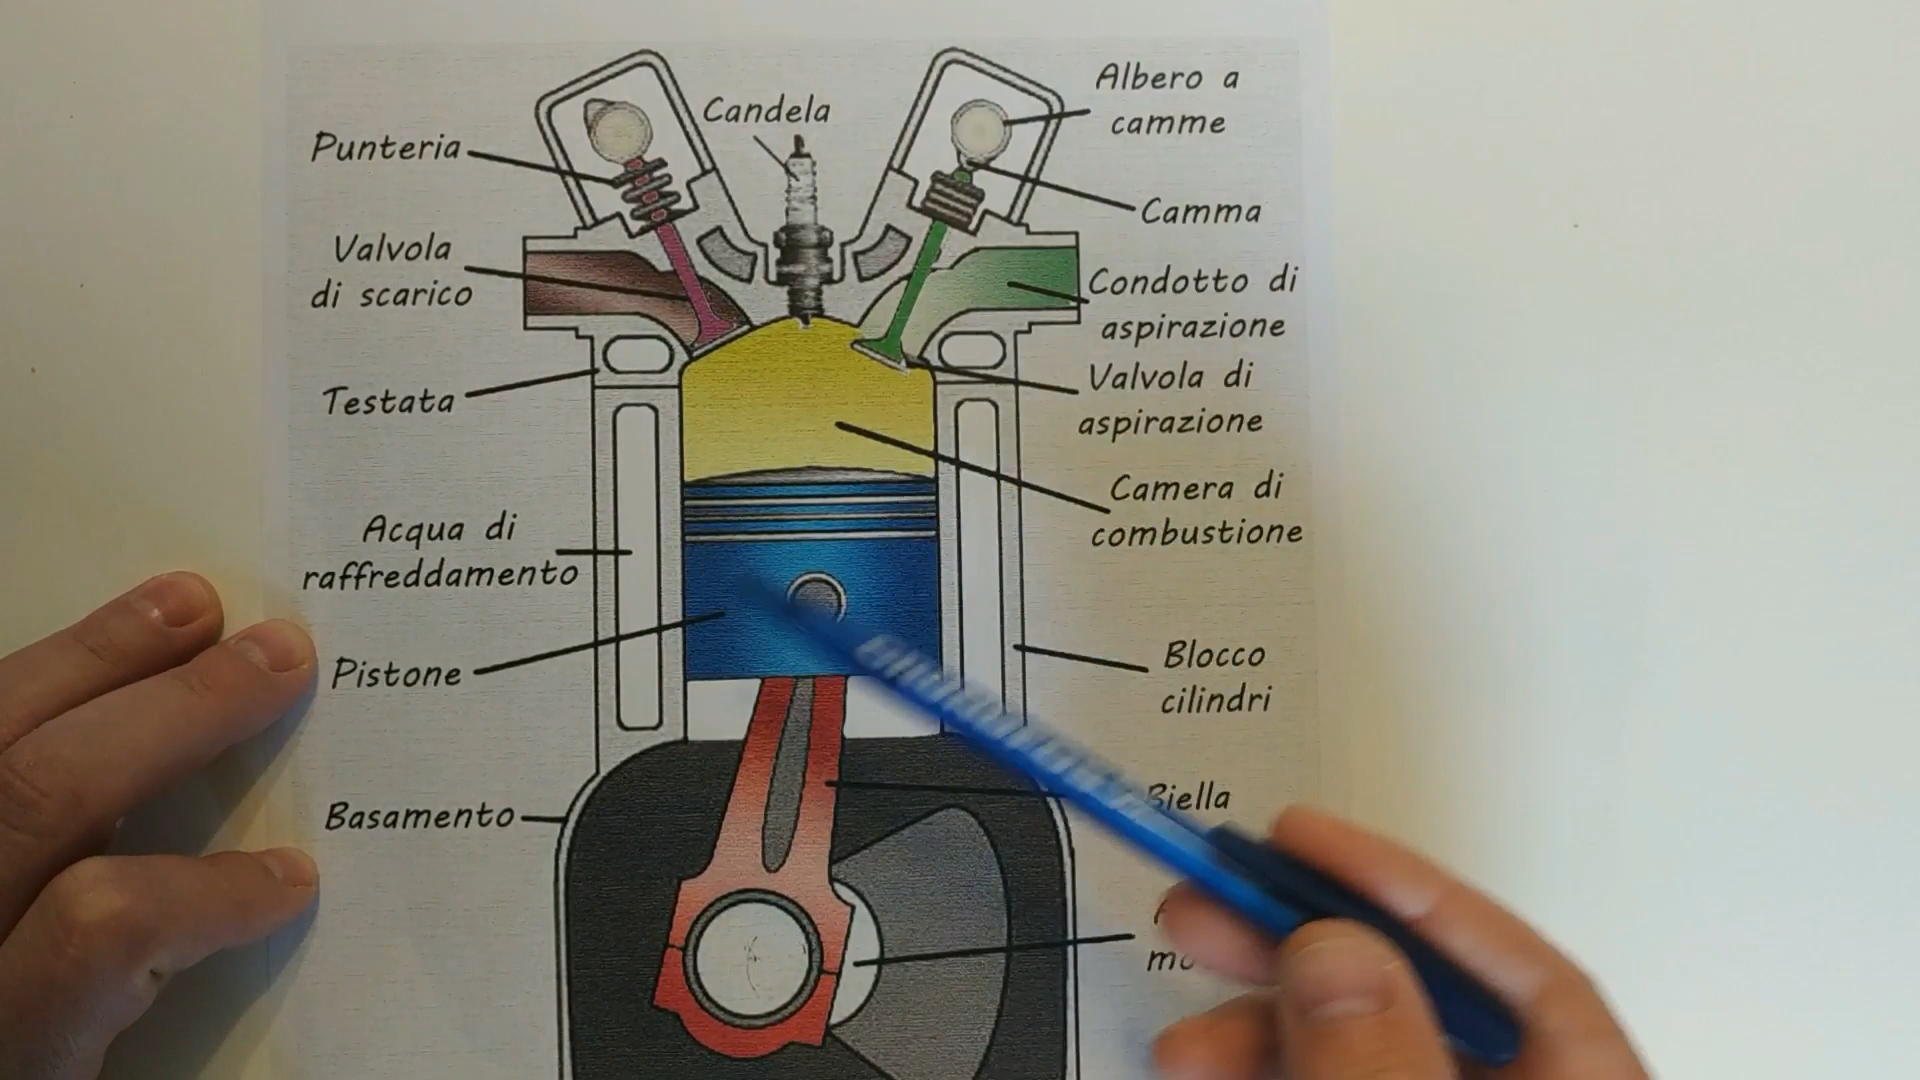 Candela
Albero a
camme
Punteria
Camma
Valvola
di scarico
Condotto di
aspirazione
Valvola di
aspirazione
Testata
Camera di
combustione
Acqua di
raffreddamento
Pistone
Blocco
cilindri
Biella
Basamento